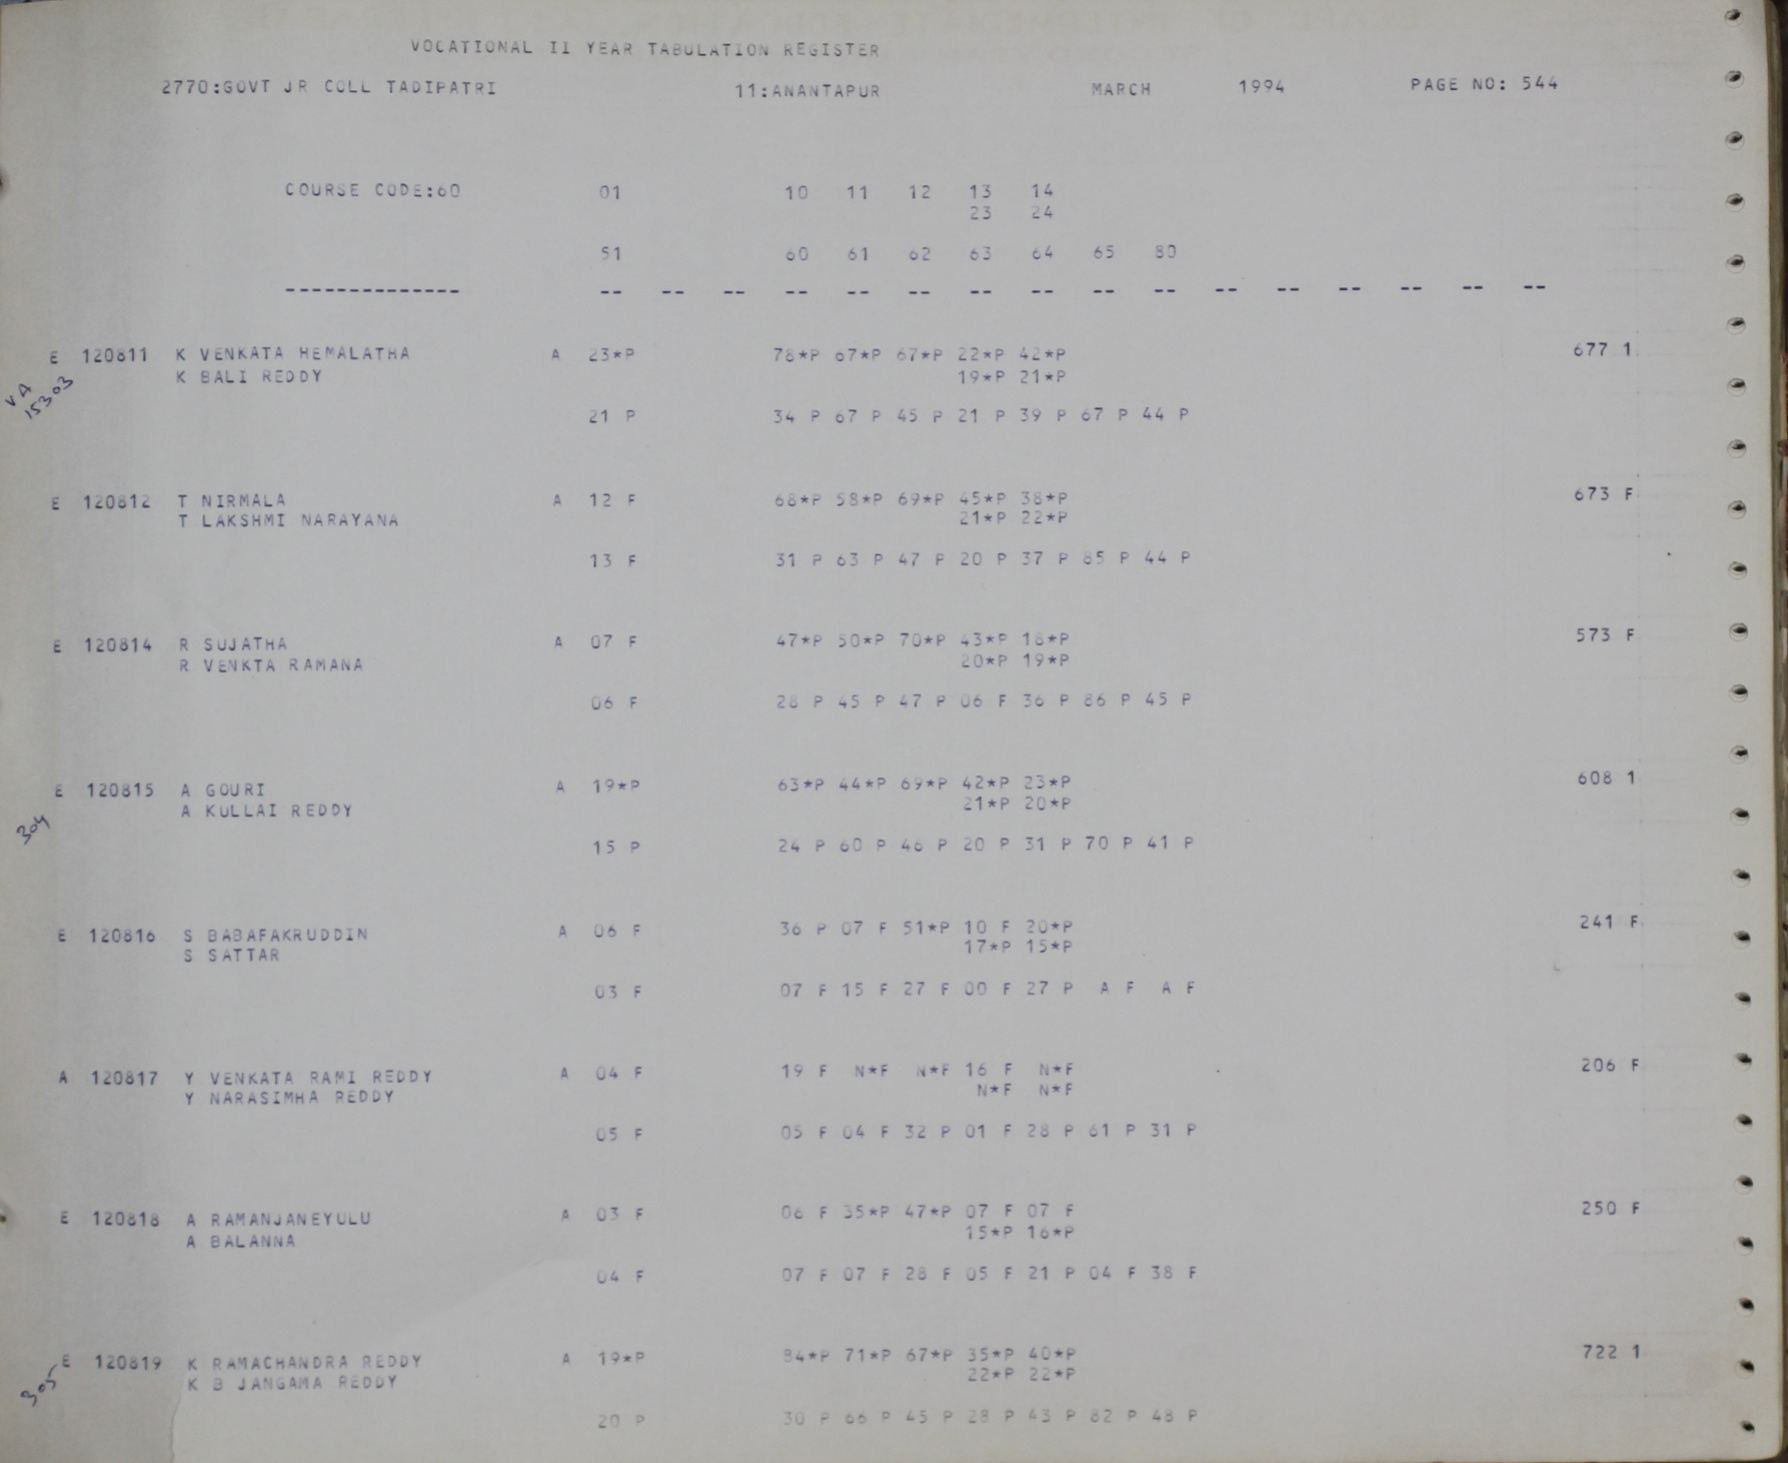 VOCATIONAL II YEAR TABULATION REGISTER
2770:GOVT JR COLL TADIPATRI 11:ANANTAPUR MARCH 1994 PAGE NO: 544
COURSE CODE:60 01 10 11 12 13 14
23 24
51 60 61 62 63 64 65 80
-------------- -- -- -- -- -- -- -- -- -- -- -- -- -- -- -- --
E 120811 K VENKATA HEMALATHA A 23*P 78*P 67*P 67*P 22*P 42*P 677 1
K BALI REDDY 19*P 21*P
VA
15303
21 P 34 P 67 P 45 P 21 P 39 P 67 P 44 P
E 120812 T NIRMALA A 12 F 68*P 58*P 69*P 45*P 38*P 673 F
T LAKSHMI NARAYANA 21*P 22*P
13 F 31 P 63 P 47 P 20 P 37 P 85 P 44 P
E 120814 R SUJATHA A 07 F 47*P 50*P 70*P 43*P 18*P 573 F
R VENKTA RAMANA 20*P 19*P
06 F 28 P 45 P 47 P 06 F 36 P 86 P 45 P
E 120815 A GOURI A 19*P 63*P 44*P 69*P 42*P 23*P 608 1
A KULLAI REDDY 21*P 20*P
304
15 P 24 P 60 P 46 P 20 P 31 P 70 P 41 P
E 120816 S BABAFAKRUDDIN A 06 F 36 P 07 F 51*P 10 F 20*P 241 F
S SATTAR 17*P 15*P
03 F 07 F 15 F 27 F 00 F 27 P A F A F
A 120817 Y VENKATA RAMI REDDY A 04 F 19 F N*F N*F 16 F N*F 206 F
Y NARASIMHA REDDY N*F N*F
05 F 05 F 04 F 32 P 01 F 28 P 61 P 31 P
E 120818 A RAMANJANEYULU A 03 F 06 F 35*P 47*P 07 F 07 F 250 F
A BALANNA 15*P 16*P
04 F 07 F 07 F 28 F 05 F 21 P 04 F 38 F
E 120819 K RAMACHANDRA REDDY A 19*P 84*P 71*P 67*P 35*P 40*P 722 1
K B JANGAMA REDDY 22*P 22*P
305
20 P 30 P 66 P 45 P 28 P 43 P 82 P 48 P